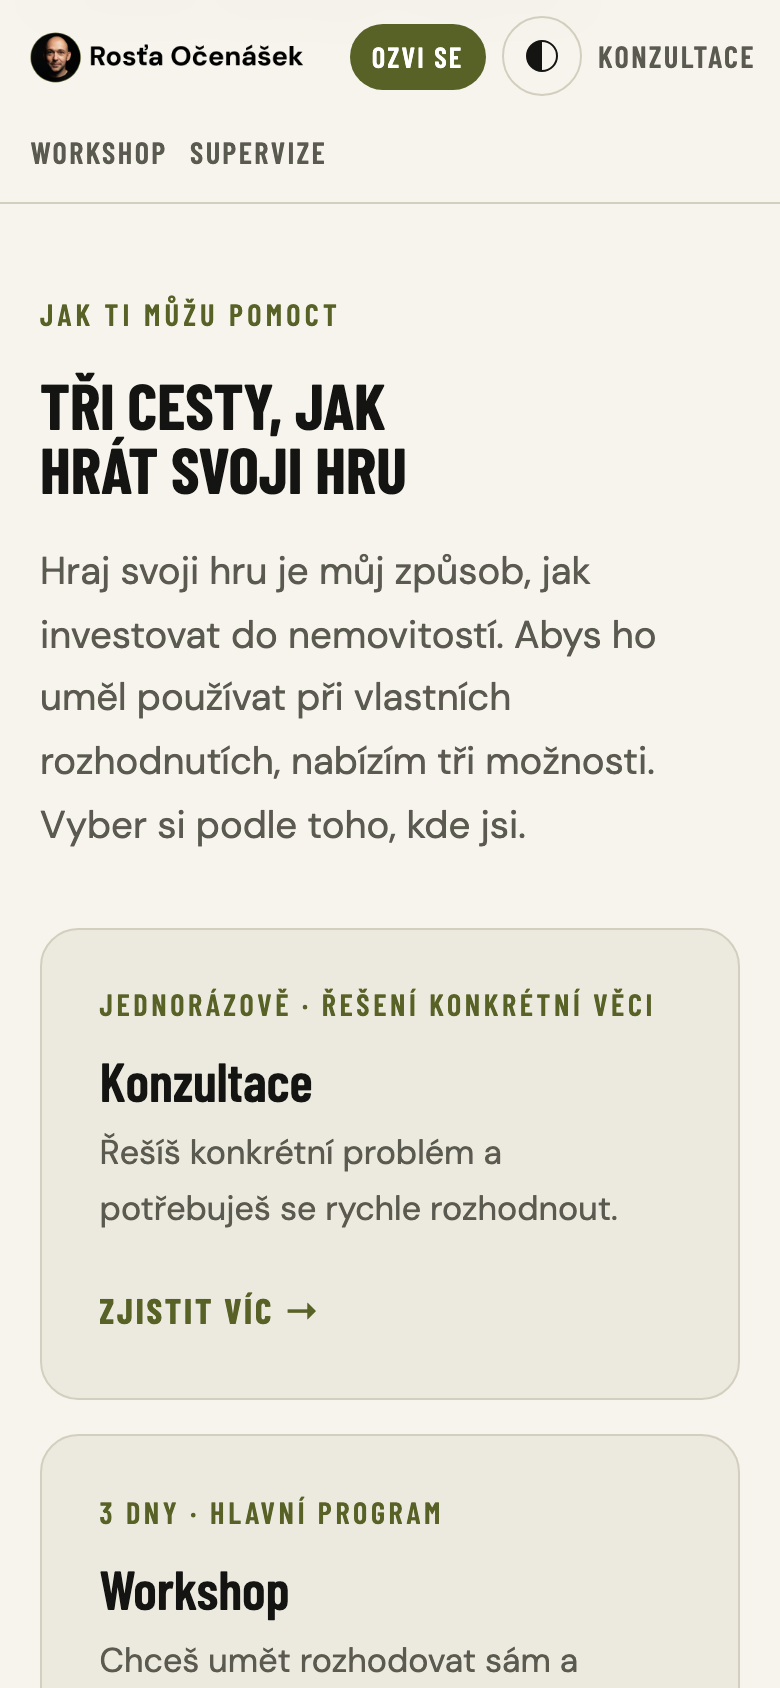 Rosťa Očenášek
OZVI SE
KONZULTACE
WORKSHOP SUPERVIZE
JAK TI MŮŽU POMOCT
TŘI CESTY, JAK
HRÁT SVOJI HRU
Hraj svoji hru je můj způsob, jak
investovat do nemovitostí. Abys ho
uměl používat při vlastních
rozhodnutích, nabízím tři možnosti.
Vyber si podle toho, kde jsi.
JEDNORÁZOVĚ · ŘEŠENÍ KONKRÉTNÍ VĚCI
Konzultace
Řešíš konkrétní problém a
potřebuješ se rychle rozhodnout.
ZJISTIT VÍC →
3 DNY · HLAVNÍ PROGRAM
Workshop
Chceš umět rozhodovat sám a